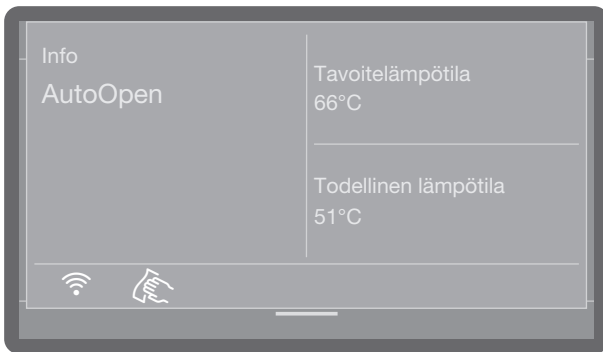 Info
AutoOpen
Tavoitelämpötila
66°C
Todellinen lämpötila
51°C